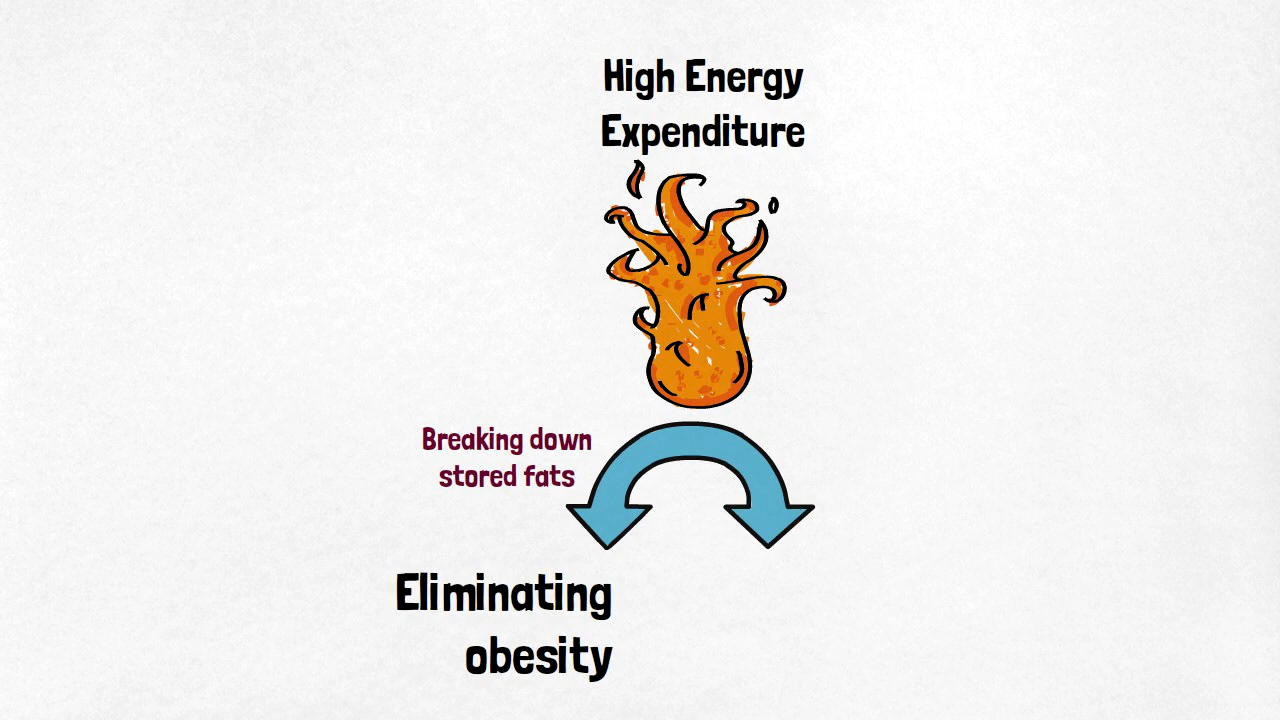 High Energy
Expenditure
Breaking down
stored fats
Eliminating
obesity